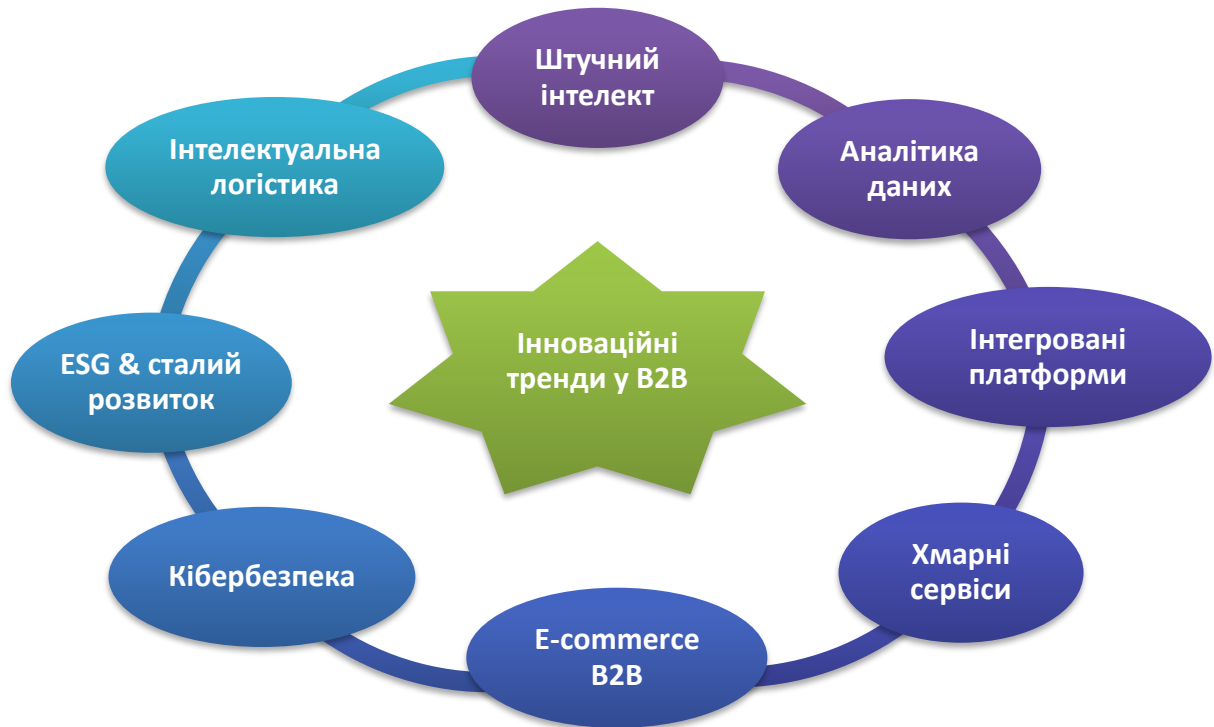 Штучний
інтелект
Аналітика
даних
Інтегровані
платформи
Хмарні
сервіси
E-commerce
B2B
Кібербезпека
ESG & сталий
розвиток
Інтелектуальна
логістика
Інноваційні
тренди у B2B